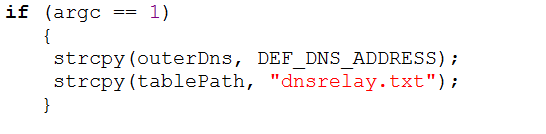 if (argc == 1)
{
strcpy(outerDns, DEF_DNS_ADDRESS);
strcpy(tablePath, "dnsrelay.txt");
}